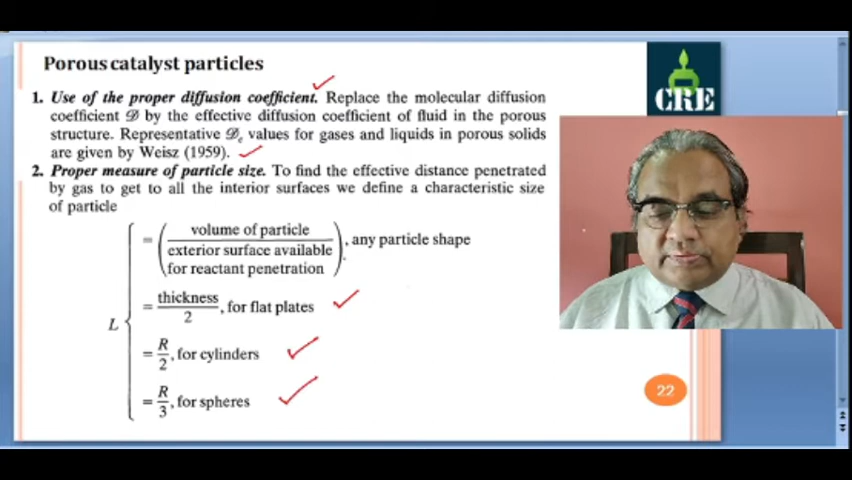 Porous catalyst particles
1. Use of the proper diffusion coefficient. Replace the molecular diffusion
coefficient 𝒟 by the effective diffusion coefficient of fluid in the porous
structure. Representative 𝒟e values for gases and liquids in porous solids
are given by Weisz (1959).
2. Proper measure of particle size. To find the effective distance penetrated
by gas to get to all the interior surfaces we define a characteristic size
of particle
L { = ( volume of particle
exterior surface available
for reactant penetration ), any particle shape
= thickness/2, for flat plates
= R/2, for cylinders
= R/3, for spheres
CRE
22